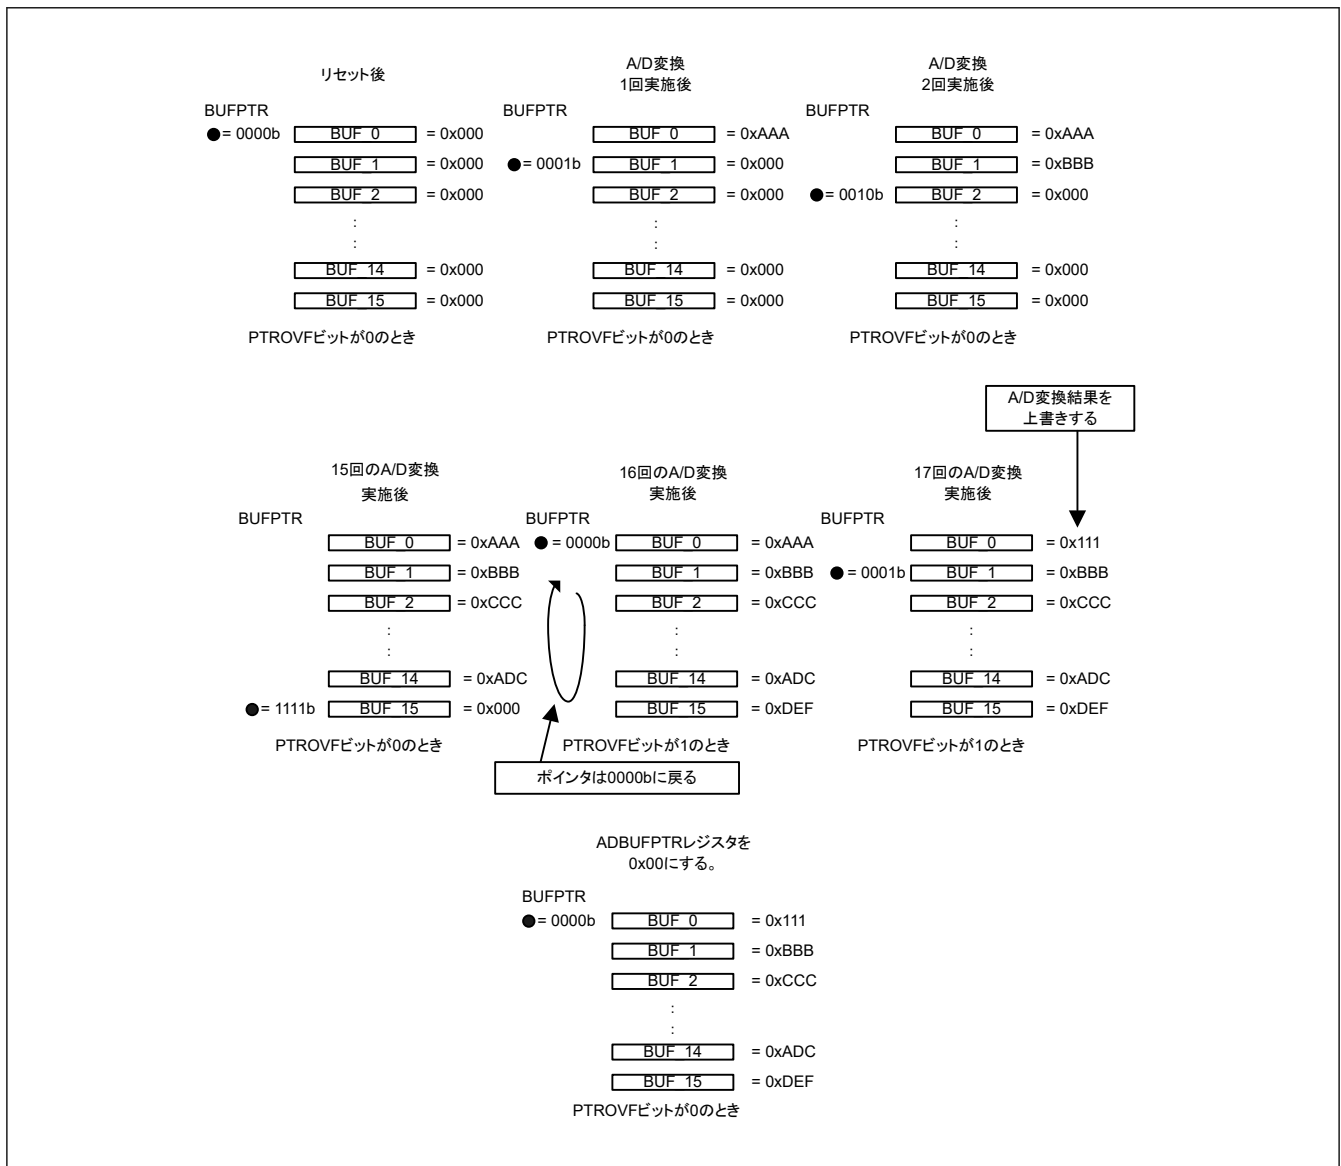 リセット後
BUFPTR
●= 0000b BUF_0 = 0x000
BUF_1 = 0x000
BUF_2 = 0x000
:
:
BUF_14 = 0x000
BUF_15 = 0x000
PTROVFビットが0のとき
A/D変換
1回実施後
BUFPTR
BUF_0 = 0xAAA
●= 0001b BUF_1 = 0x000
BUF_2 = 0x000
:
:
BUF_14 = 0x000
BUF_15 = 0x000
PTROVFビットが0のとき
A/D変換
2回実施後
BUFPTR
BUF_0 = 0xAAA
BUF_1 = 0xBBB
●= 0010b BUF_2 = 0x000
:
:
BUF_14 = 0x000
BUF_15 = 0x000
PTROVFビットが0のとき
15回のA/D変換
実施後
BUFPTR
BUF_0 = 0xAAA
BUF_1 = 0xBBB
BUF_2 = 0xCCC
:
:
BUF_14 = 0xADC
●= 1111b BUF_15 = 0x000
PTROVFビットが0のとき
16回のA/D変換
実施後
BUFPTR
● = 0000b BUF_0 = 0xAAA
BUF_1 = 0xBBB
BUF_2 = 0xCCC
:
:
BUF_14 = 0xADC
BUF_15 = 0xDEF
PTROVFビットが1のとき
ポインタは0000bに戻る
A/D変換結果を
上書きする
17回のA/D変換
実施後
BUFPTR
BUF_0 = 0x111
● = 0001b BUF_1 = 0xBBB
BUF_2 = 0xCCC
:
:
BUF_14 = 0xADC
BUF_15 = 0xDEF
PTROVFビットが1のとき
ADBUFPTRレジスタを
0x00にする。
BUFPTR
●= 0000b BUF_0 = 0x111
BUF_1 = 0xBBB
BUF_2 = 0xCCC
:
:
BUF_14 = 0xADC
BUF_15 = 0xDEF
PTROVFビットが0のとき